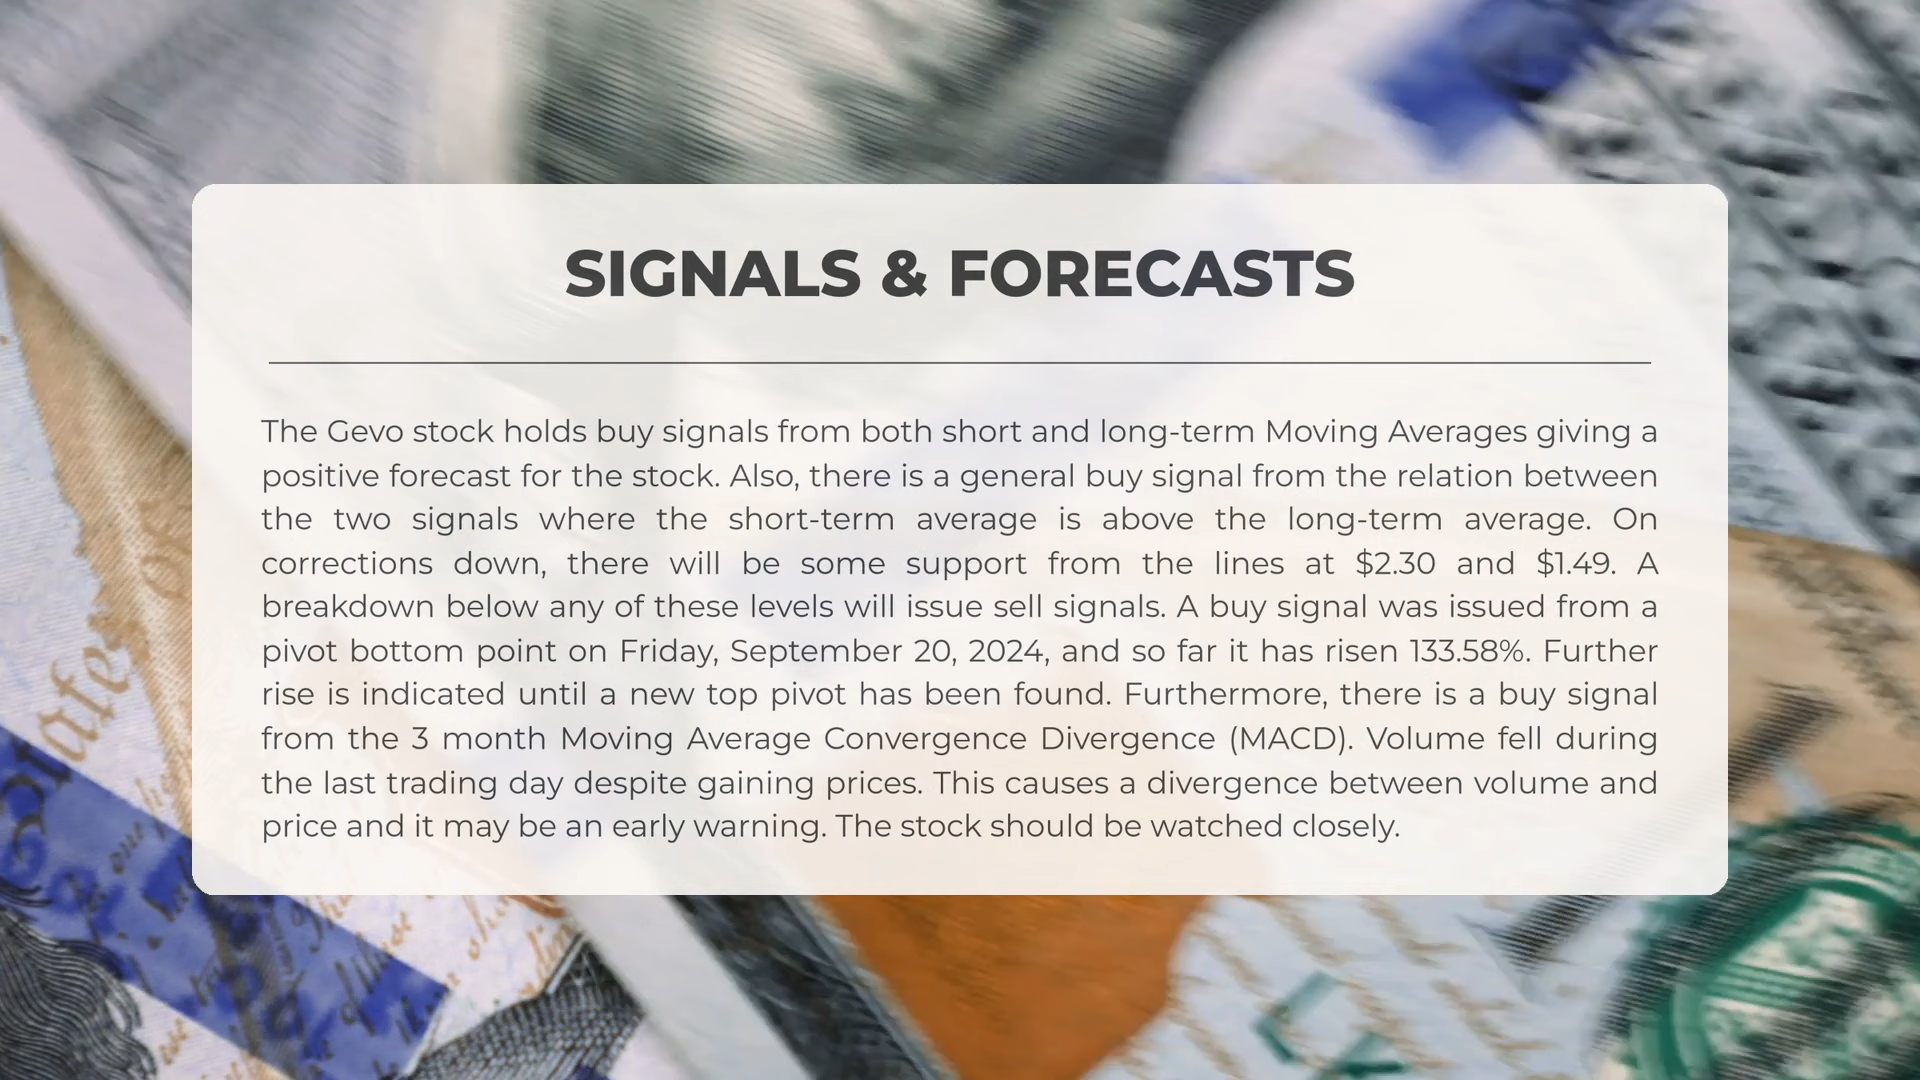 SIGNALS & FORECASTS
The Gevo stock holds buy signals from both short and long-term Moving Averages giving a
positive forecast for the stock. Also, there is a general buy signal from the relation between
the two signals where the short-term average is above the long-term average. On
corrections down, there will be some support from the lines at $2.30 and $1.49. A
breakdown below any of these levels will issue sell signals. A buy signal was issued from a
pivot bottom point on Friday, September 20, 2024, and so far it has risen 133.58%. Further
rise is indicated until a new top pivot has been found. Furthermore, there is a buy signal
from the 3 month Moving Average Convergence Divergence (MACD). Volume fell during
the last trading day despite gaining prices. This causes a divergence between volume and
price and it may be an early warning. The stock should be watched closely.